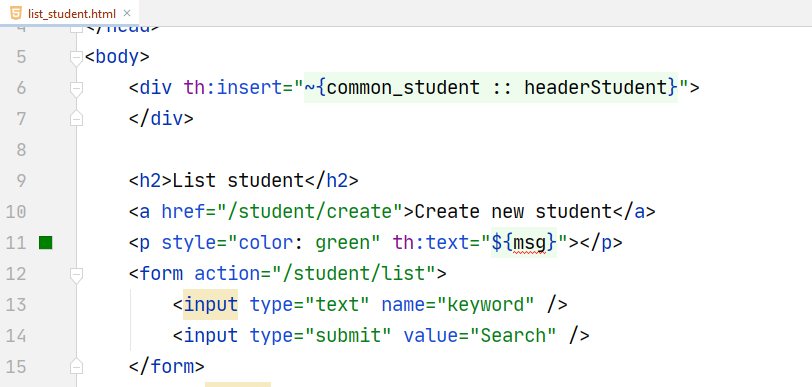 list_student.html
4 </head>
5 <body>
6 <div th:insert="~{common_student :: headerStudent}">
7 </div>
8
9 <h2>List student</h2>
10 <a href="/student/create">Create new student</a>
11 <p style="color: green" th:text="${msg}"></p>
12 <form action="/student/list">
13 <input type="text" name="keyword" />
14 <input type="submit" value="Search" />
15 </form>